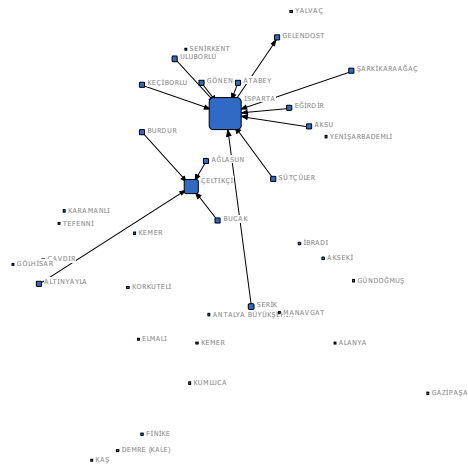 YALVAÇ
GELENDOST
SENİRKENT
ULUBORLU
ŞARKİKARAAĞAÇ
KEÇİBORLU
GÖNEN
ATABEY
ISPARTA
EĞİRDİR
AKSU
BURDUR
YENİŞARBADEMLİ
AĞLASUN
ÇELTİKÇİ
SÜTÇÜLER
KARAMANLI
BUCAK
TEFENNİ
KEMER
İBRADI
ÇAVDIR
GÖLHİSAR
AKSEKİ
ALTINYAYLA
GÜNDOĞMUŞ
KORKUTELİ
SERİK
ANTALYA
MANAVGAT
ELMALI
KEMER
ALANYA
KUMLUCA
GAZİPAŞA
FİNİKE
DEMRE (KALE)
KAŞ